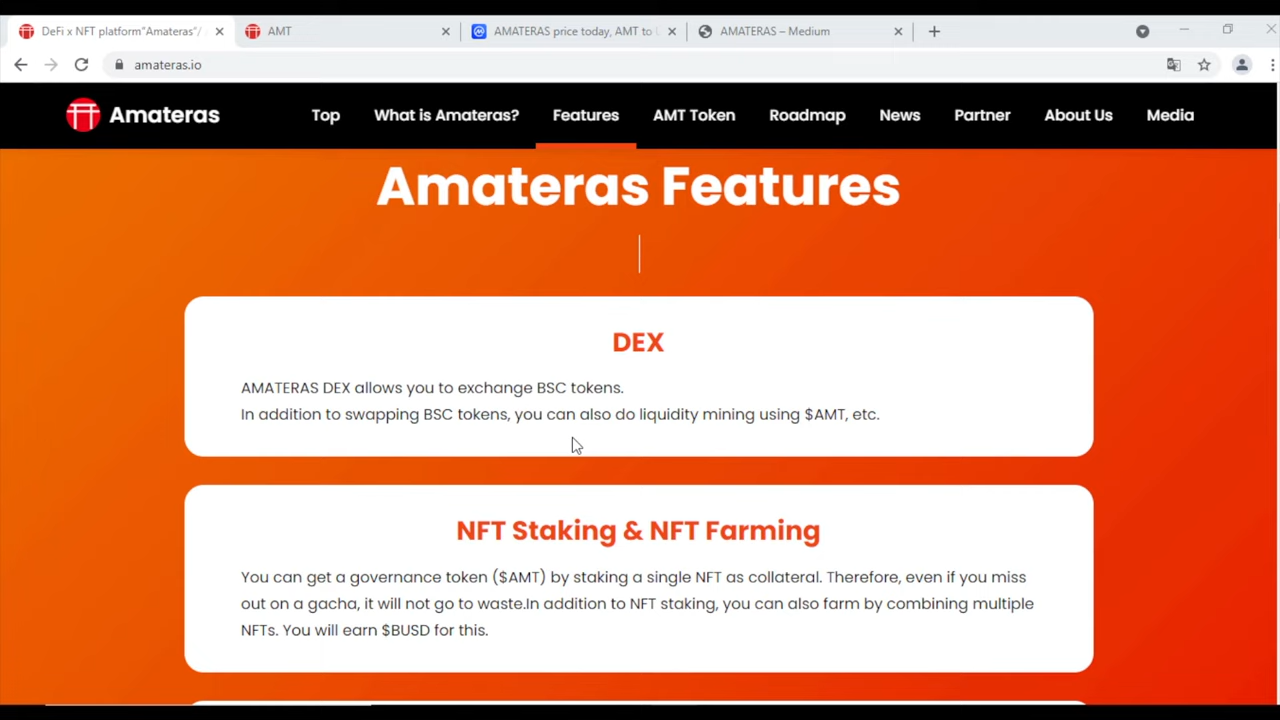 DeFi x NFT platform"Amateras"/
AMT
AMATERAS price today, AMT to
AMATERAS – Medium
amateras.io
Amateras
Top
What is Amateras?
Features
AMT Token
Roadmap
News
Partner
About Us
Media
Amateras Features
DEX
AMATERAS DEX allows you to exchange BSC tokens.
In addition to swapping BSC tokens, you can also do liquidity mining using $AMT, etc.
NFT Staking & NFT Farming
You can get a governance token ($AMT) by staking a single NFT as collateral. Therefore, even if you miss
out on a gacha, it will not go to waste.In addition to NFT staking, you can also farm by combining multiple
NFTs. You will earn $BUSD for this.